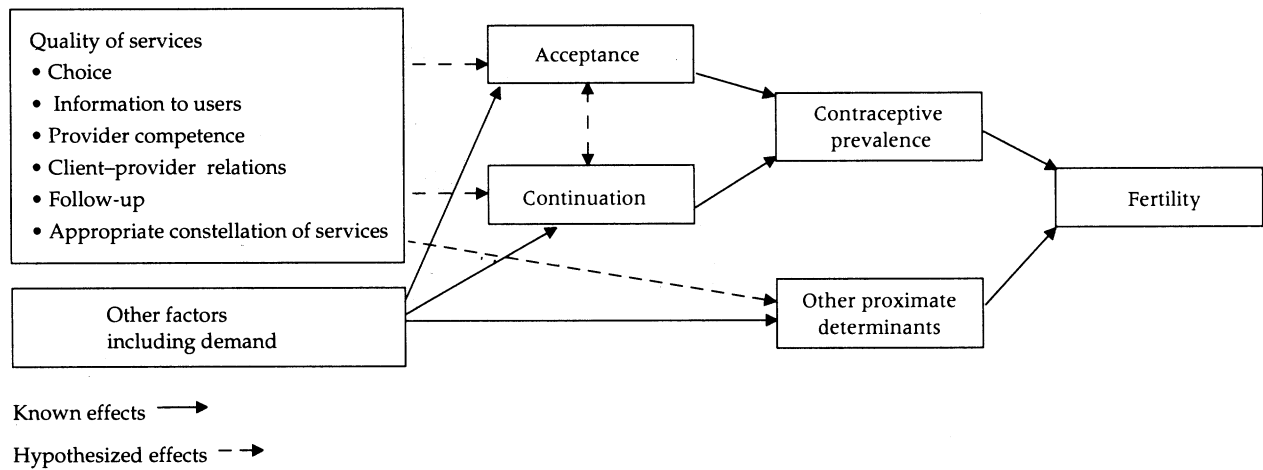 Quality of services
• Choice
• Information to users
• Provider competence
• Client–provider relations
• Follow-up
• Appropriate constellation of services
Other factors
including demand
Acceptance
Continuation
Contraceptive
prevalence
Other proximate
determinants
Fertility
Known effects
Hypothesized effects